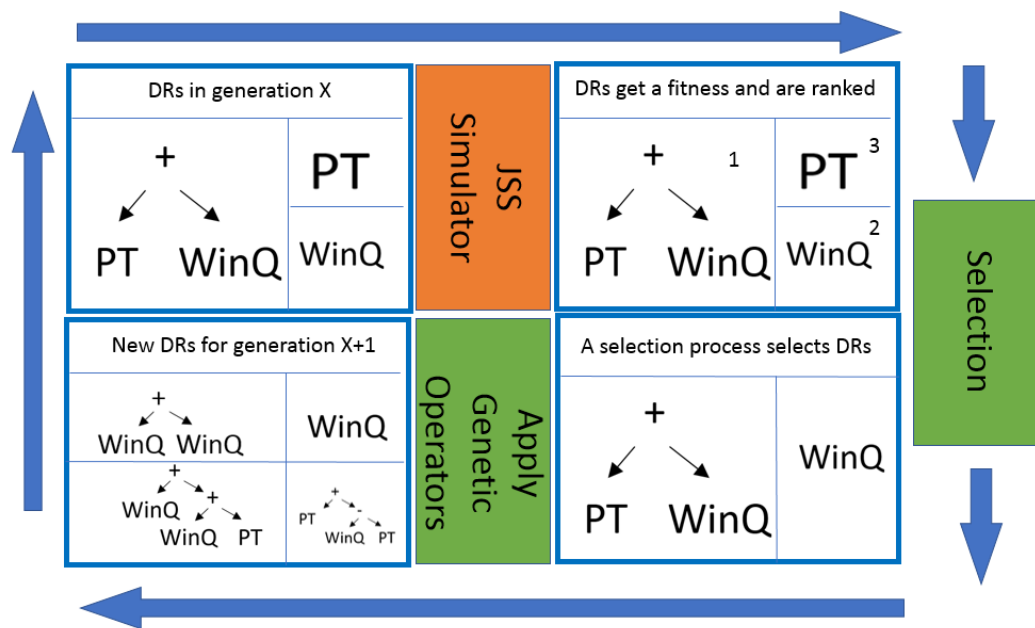 DRs in generation X
+
PT WinQ
PT
WinQ
JSS
Simulator
DRs get a fitness and are ranked
+ 1
PT WinQ
PT 3
WinQ 2
Selection
New DRs for generation X+1
+
WinQ WinQ
WinQ
+
WinQ +
WinQ PT
+
PT -
WinQ PT
Apply
Genetic
Operators
A selection process selects DRs
+
PT WinQ
WinQ